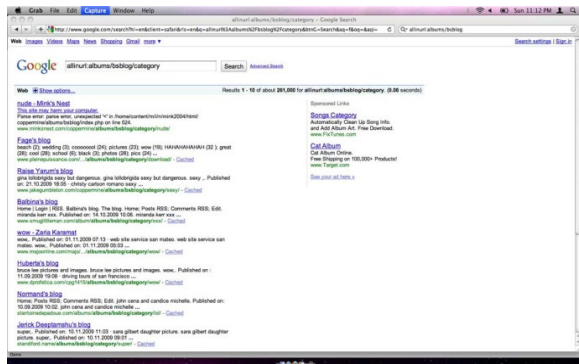 Grab File Edit Capture Window Help Sun 11:12 PM
allinurl:albums/bsblog/category - Google Search
Q- allinurl albums/bsblog
Web Images Videos Maps News Shopping Gmail more ▼ Search settings | Sign in
Google allinurl:albums/bsblog/category Search Advanced Search
Web Show options... Results 1 - 10 of about 261,000 for allinurl:albums/bsblog/category. (0.06 seconds)
nude - Mink's Nest
This site may harm your computer.
Parse error: parse error, unexpected '<' in /home/content/m/i/n/mink2004/html/
coppermine/albums/bsblog/index.php on line 524.
www.minksnest.com/coppermine/albums/bsblog/category/nude/
Fage's blog
beach (2); wedding (3); coooooool (24); pictures (23); wow (19); HAHAHAHAHAH (32 ); great
(26); cool (28); school (6); black (3); photos (28); pics (24) ...
www.pleinepuissance.com/.../albums/bsblog/category/download/ - Cached
Raise Yarum's blog
gina lollobrigida sexy but dangerous. gina lollobrigida sexy but dangerous. sexy ,. Published
on: 21.10.2009 18:05 · christy carlson romano sexy ...
www.jakegumbleton.com/coppermine/albums/bsblog/category/sexy/ - Cached
Balbina's blog
Home | Login | RSS. Balbina's blog. The blog. Home; Posts RSS; Comments RSS; Edit.
miranda kerr xxx. Published on: 14.10.2009 10:06. miranda kerr xxx ...
www.smuglittleman.com/album/albums/bsblog/category/xxx/ - Cached
wow - Zaria Karamat
wow,. Published on: 01.11.2009 07:13 · web site service san mateo. web site service san
mateo. wow,. Published on: 01.11.2009 05:03 ...
www.mojoonline.com/mojo/.../albums/bsblog/category/wow/ - Cached
Huberta's blog
bruce lee pictures and images. bruce lee pictures and images. wow,. Published on :
11.09.2009 19:06 · driving tours of san francisco ...
www.dprofistica.com/cpg1419/albums/bsblog/category/wow/ - Cached
Normand's blog
Home; Posts RSS; Comments RSS; Edit. john cena and candice michelle. Published on:
10.09.2009 10:02. john cena and candice michelle ...
/albums/bsblog/category/lol/ - Cached
Jerick Deeptamshu's blog
super,. Published on: 10.11.2009 11:03 · sara gilbert daughter picture. sara gilbert daughter
picture. super,. Published on: 10.11.2009 09:01 ...
standiford.name/albums/bsblog/category/super/ - Cached
Sponsored Links
Songs Category
Automatically Clean Up Song Info.
and Add Album Art. Free Download.
www.FixTunes.com
Cat Album
Cat Album Online.
Free Shipping on 100,000+ Products!
www.Target.com
See your ad here »
Done